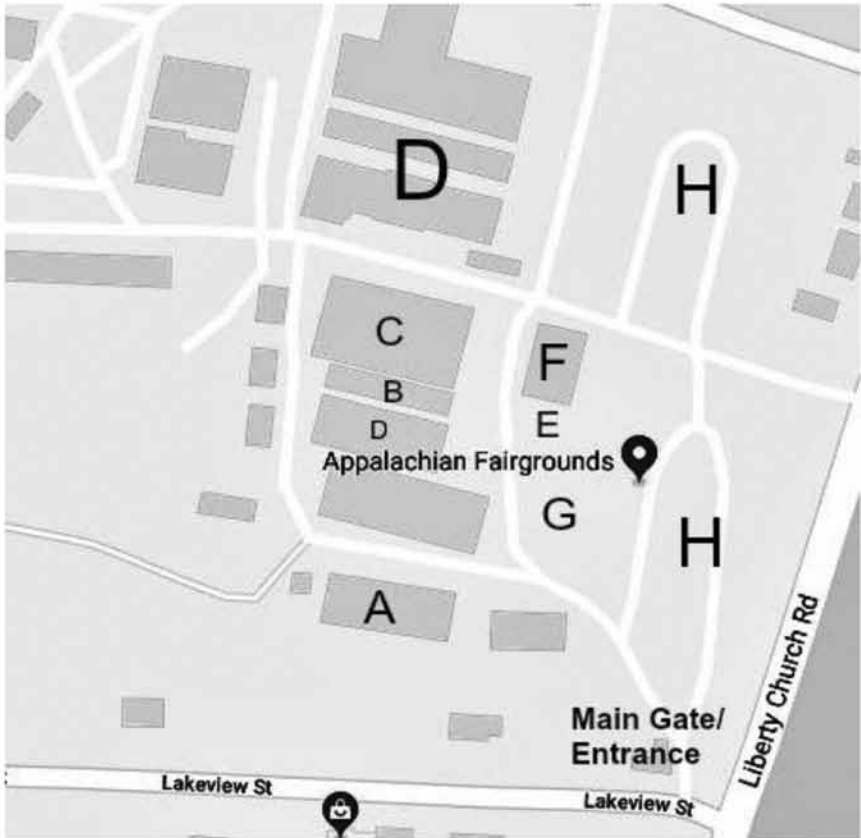 D
H
C
F
B
D
E
Appalachian Fairgrounds
G
H
A
Main Gate/
Entrance
Liberty Church Rd
Lakeview St
Lakeview St